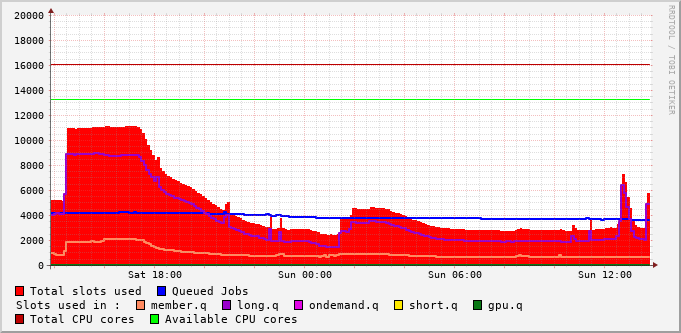 RRDTOOL / TOBI OETIKER
20000
18000
16000
14000
12000
10000
8000
6000
4000
2000
0
Sat 18:00 Sun 00:00 Sun 06:00 Sun 12:00
Total slots used Queued Jobs
Slots used in : member.q long.q ondemand.q short.q gpu.q
Total CPU cores Available CPU cores